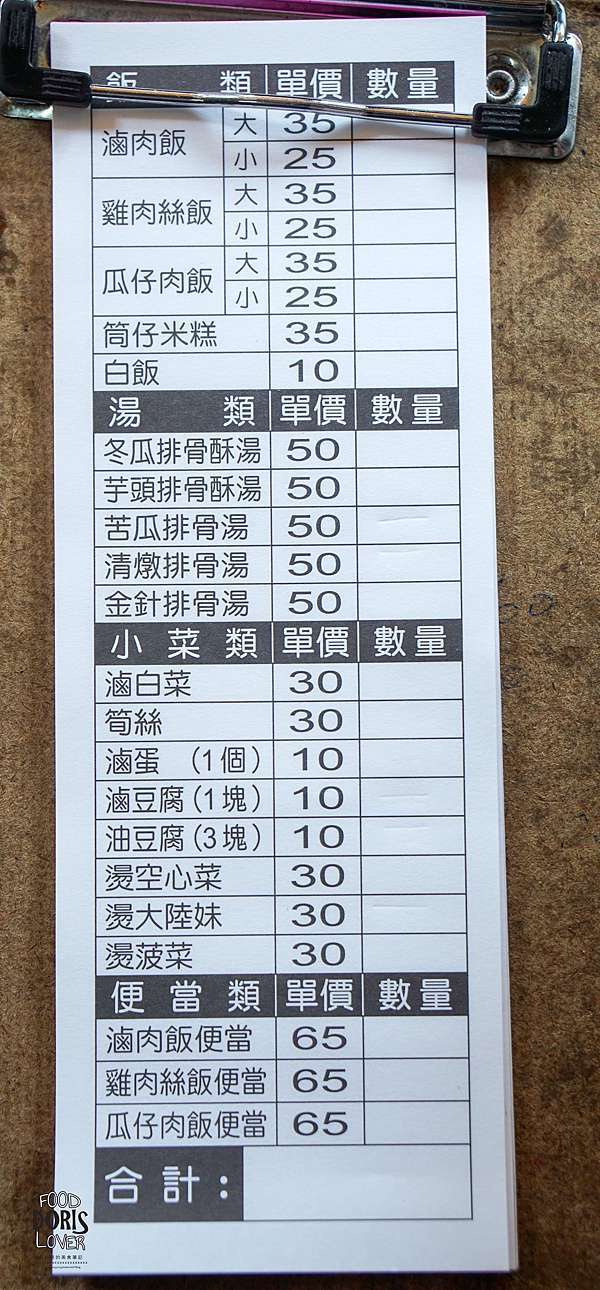 飯 類 單價 數量
滷肉飯 大 35
小 25
雞肉絲飯 大 35
小 25
瓜仔肉飯 大 35
小 25
筒仔米糕 35
白飯 10
湯 類 單價 數量
冬瓜排骨酥湯 50
芋頭排骨酥湯 50
苦瓜排骨湯 50
清燉排骨湯 50
金針排骨湯 50
小菜類 單價 數量
滷白菜 30
筍絲 30
滷蛋 (1個) 10
滷豆腐(1塊) 10
油豆腐(3塊) 10
燙空心菜 30
燙大陸妹 30
燙菠菜 30
便當類 單價 數量
滷肉飯便當 65
雞肉絲飯便當 65
瓜仔肉飯便當 65
合計:
FOOD
DORIS
LOVER